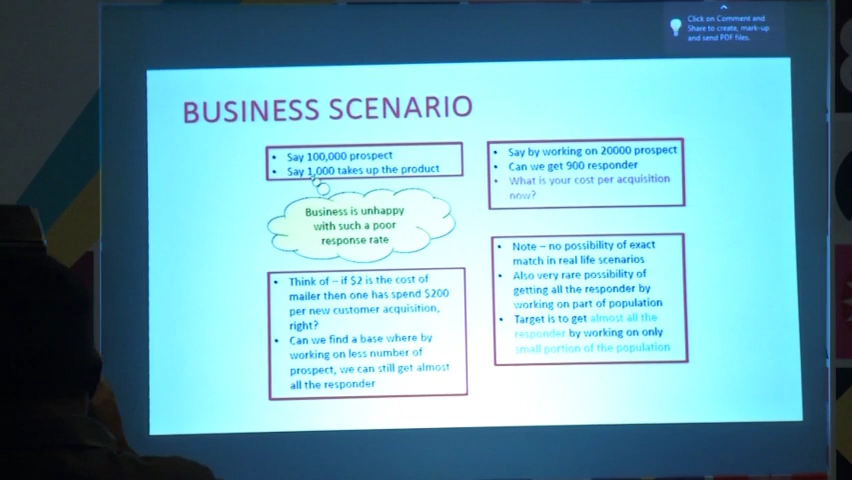 Click on Comment and
Share to create, mark-up
and send PDF files.
BUSINESS SCENARIO
• Say 100,000 prospect
• Say 1,000 takes up the product
Business is unhappy
with such a poor
response rate
• Think of – if $2 is the cost of
mailer then one has spend $200
per new customer acquisition,
right?
• Can we find a base where by
working on less number of
prospect, we can still get almost
all the responder
• Say by working on 20000 prospect
• Can we get 900 responder
• What is your cost per acquisition
now?
• Note – no possibility of exact
match in real life scenarios
• Also very rare possibility of
getting all the responder by
working on part of population
• Target is to get almost all the
responder by working on only
small portion of the population